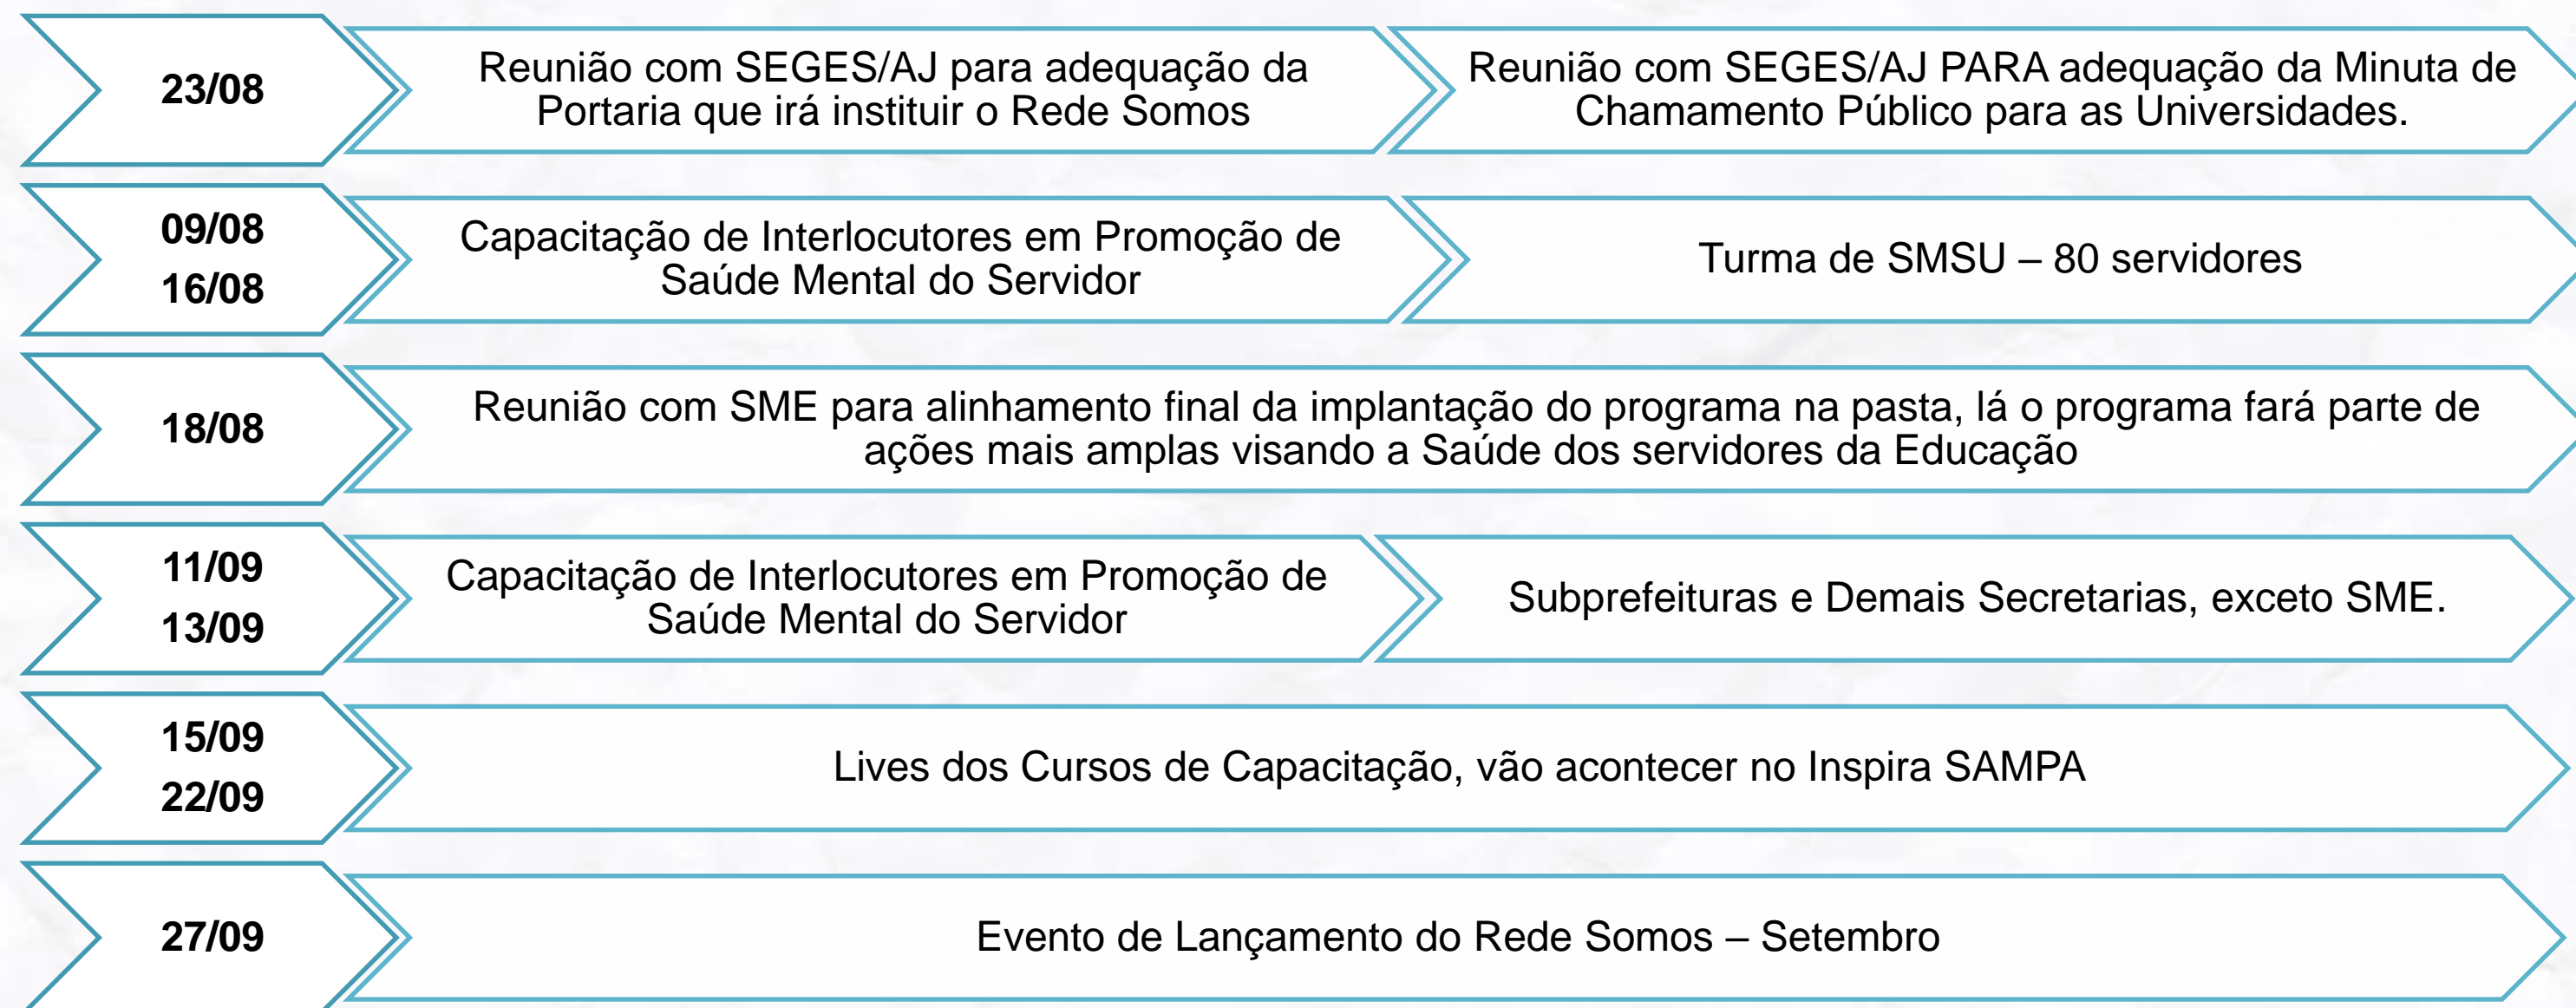 23/08
Reunião com SEGES/AJ para adequação da
Portaria que irá instituir o Rede Somos
Reunião com SEGES/AJ PARA adequação da Minuta de
Chamamento Público para as Universidades.
09/08
16/08
Capacitação de Interlocutores em Promoção de
Saúde Mental do Servidor
Turma de SMSU – 80 servidores
18/08
Reunião com SME para alinhamento final da implantação do programa na pasta, lá o programa fará parte de
ações mais amplas visando a Saúde dos servidores da Educação
11/09
13/09
Capacitação de Interlocutores em Promoção de
Saúde Mental do Servidor
Subprefeituras e Demais Secretarias, exceto SME.
15/09
22/09
Lives dos Cursos de Capacitação, vão acontecer no Inspira SAMPA
27/09
Evento de Lançamento do Rede Somos – Setembro